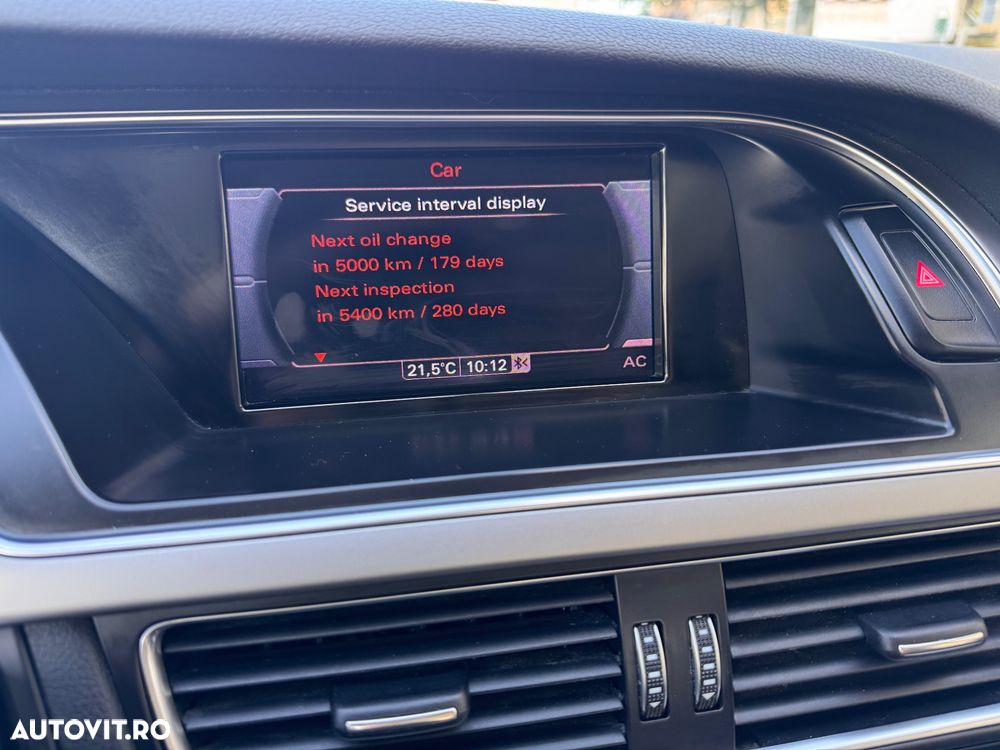 Car
Service interval display
Next oil change
in 5000 km / 179 days
Next inspection
in 5400 km / 280 days
21,5°C 10:12
AC
AUTOVIT.RO